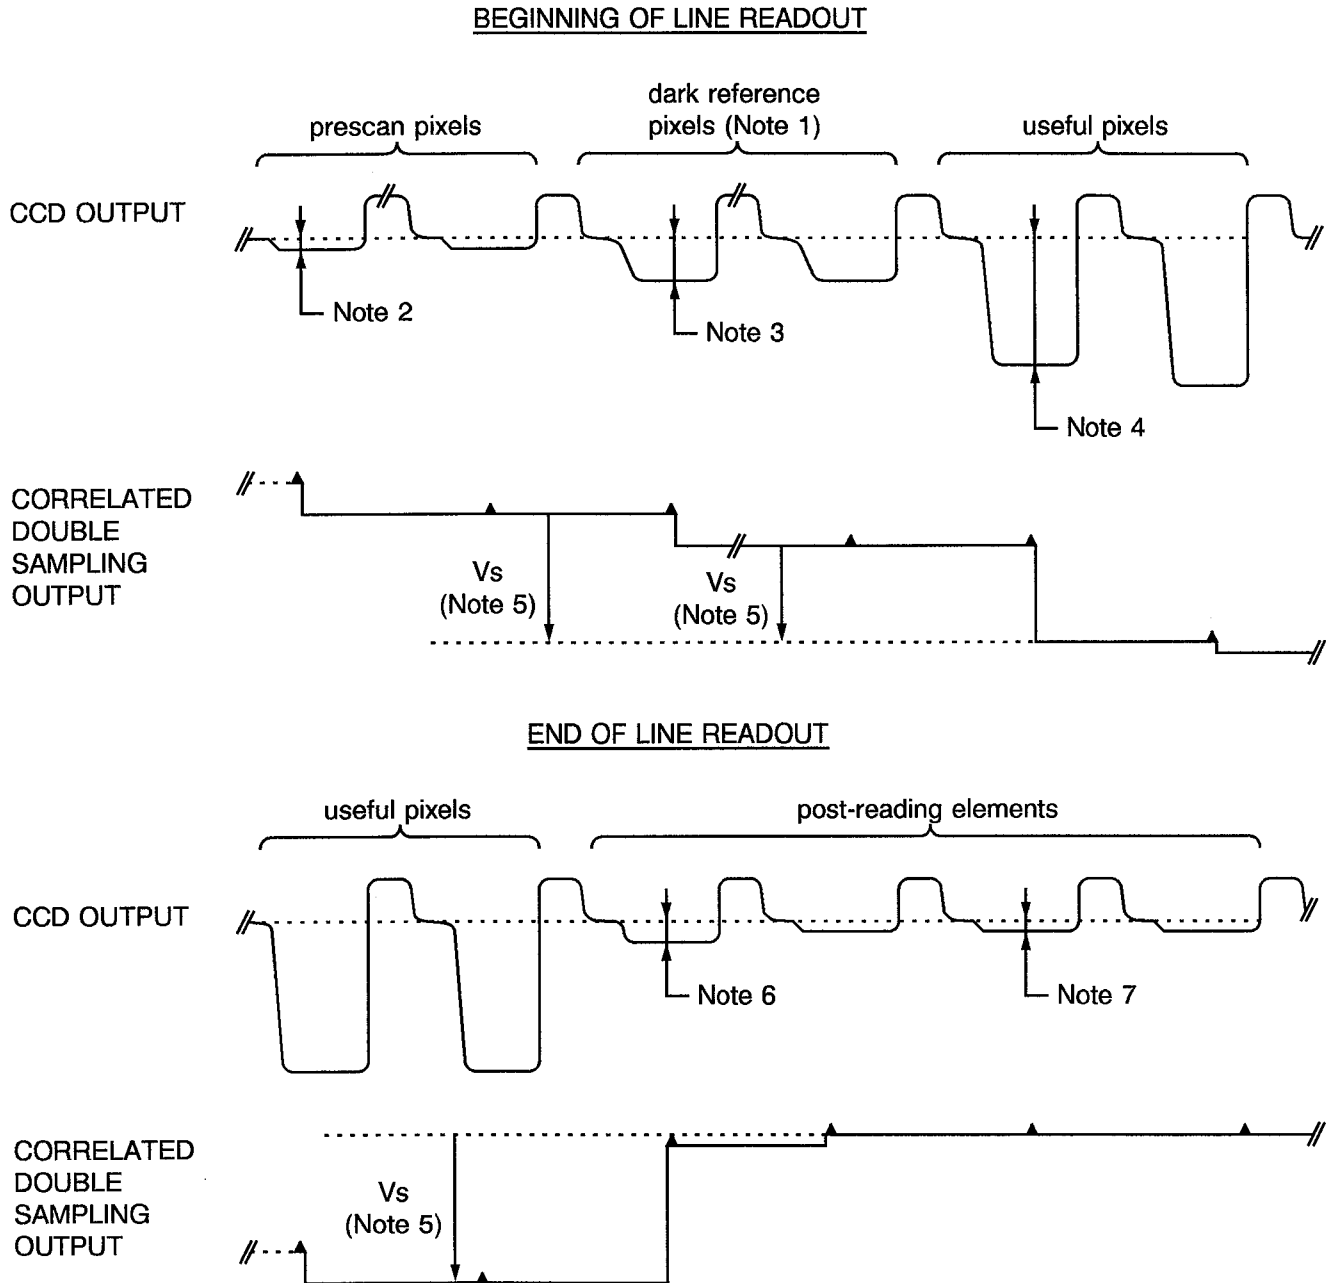 BEGINNING OF LINE READOUT
prescan pixels
dark reference
pixels (Note 1)
useful pixels
CCD OUTPUT
Note 2
Note 3
Note 4
CORRELATED
DOUBLE
SAMPLING
OUTPUT
Vs
(Note 5)
Vs
(Note 5)
END OF LINE READOUT
useful pixels
post-reading elements
CCD OUTPUT
Note 6
Note 7
CORRELATED
DOUBLE
SAMPLING
OUTPUT
Vs
(Note 5)